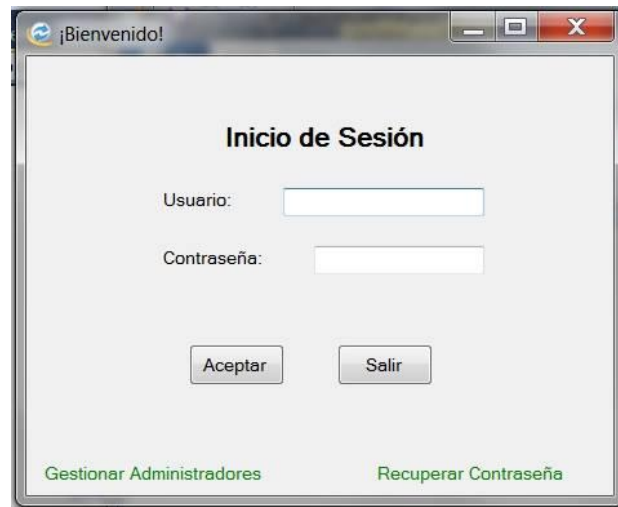 ¡Bienvenido!
Inicio de Sesión
Usuario:
Contraseña:
Aceptar
Salir
Gestionar Administradores
Recuperar Contraseña